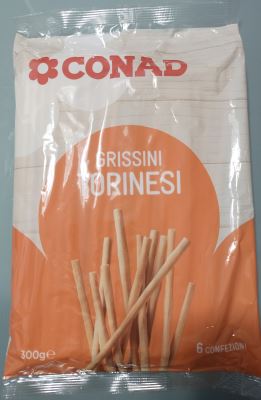 CONAD
GRISSINI
TORINESI
300g℮
6 CONFEZIONI